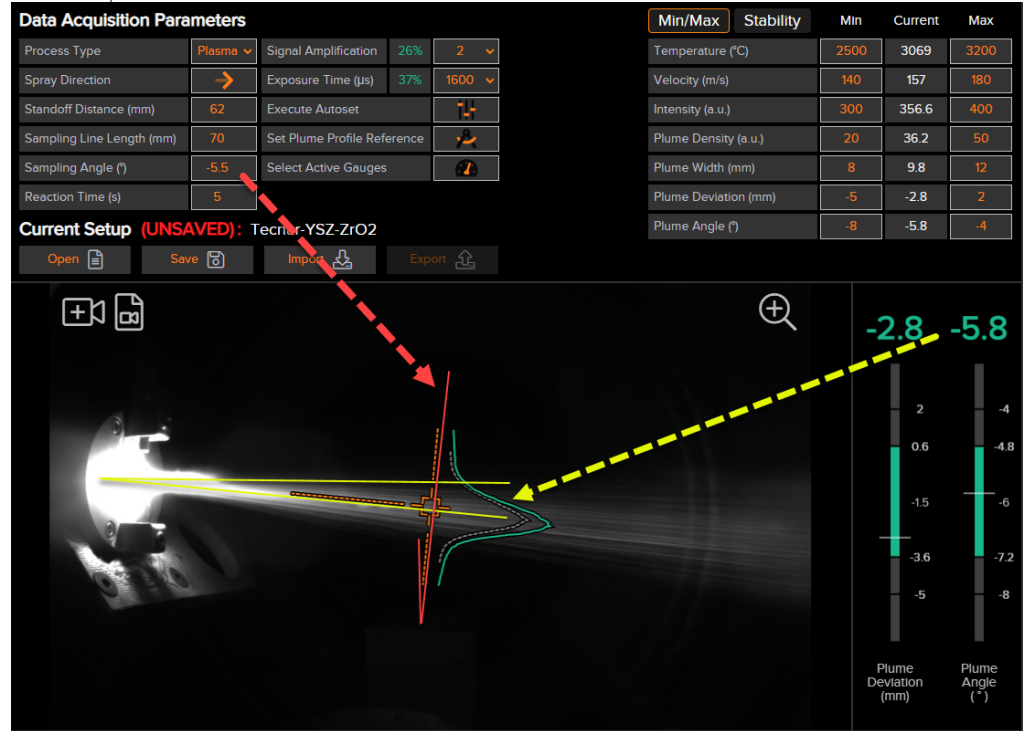 Data Acquisition Parameters
Process Type Plasma Signal Amplification 26% 2
Spray Direction Exposure Time (µs) 37% 1600
Standoff Distance (mm) 62 Execute Autoset
Sampling Line Length (mm) 70 Set Plume Profile Reference
Sampling Angle (°) -5.5 Select Active Gauges
Reaction Time (s) 5
Current Setup (UNSAVED): Tecnar-YSZ-ZrO2
Open Save Import Export
Min/Max Stability Min Current Max
Temperature (°C) 2500 3069 3200
Velocity (m/s) 140 157 180
Intensity (a.u.) 300 356.6 400
Plume Density (a.u.) 20 36.2 50
Plume Width (mm) 8 9.8 12
Plume Deviation (mm) -5 -2.8 2
Plume Angle (°) -8 -5.8 -4
-2.8 -5.8
2 -4
0.6 -4.8
-1.5 -6
-3.6 -7.2
-5 -8
Plume Plume
Deviation Angle
(mm) (°)